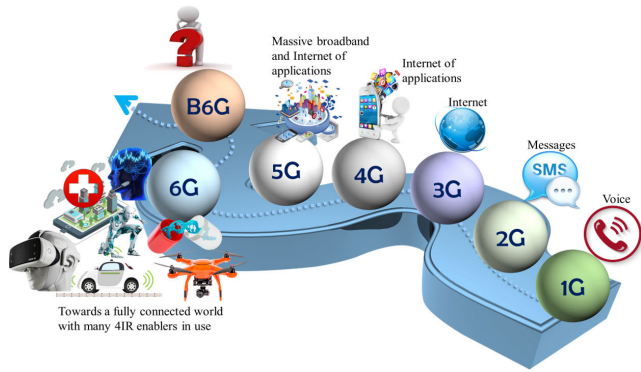 B6G
Massive broadband
and Internet of
applications
Internet of
applications
Internet
Messages
SMS
Voice
6G
5G
4G
3G
2G
1G
Towards a fully connected world
with many 4IR enablers in use